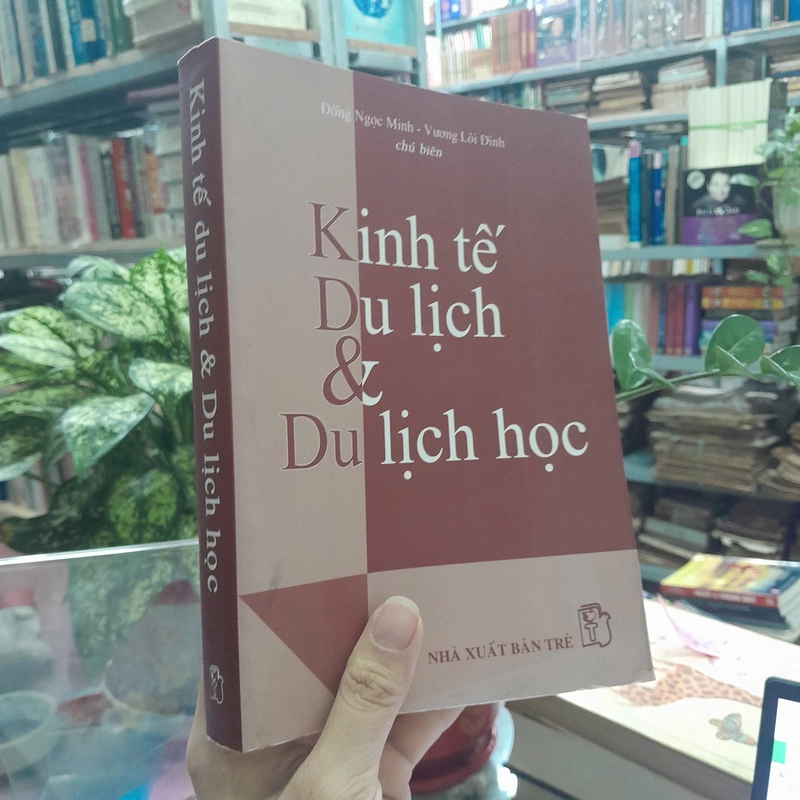 Đổng Ngọc Minh - Vương Lôi Đình
chủ biên
Kinh tế
Du lịch
&
Du lịch học
NHÀ XUẤT BẢN TRẺ
Kinh tế du lịch & Du lịch học